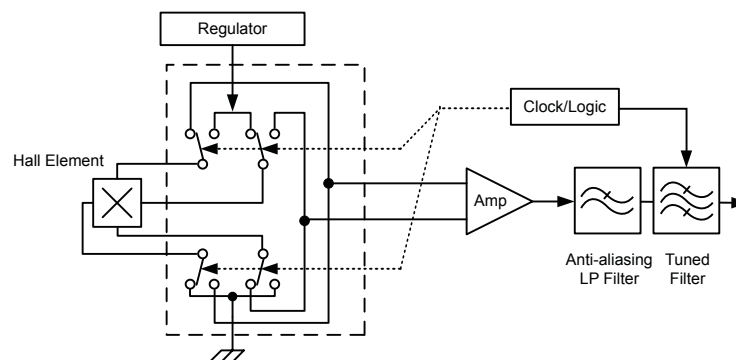 Regulator
Clock/Logic
Hall Element
Amp
Anti-aliasing
LP Filter
Tuned
Filter